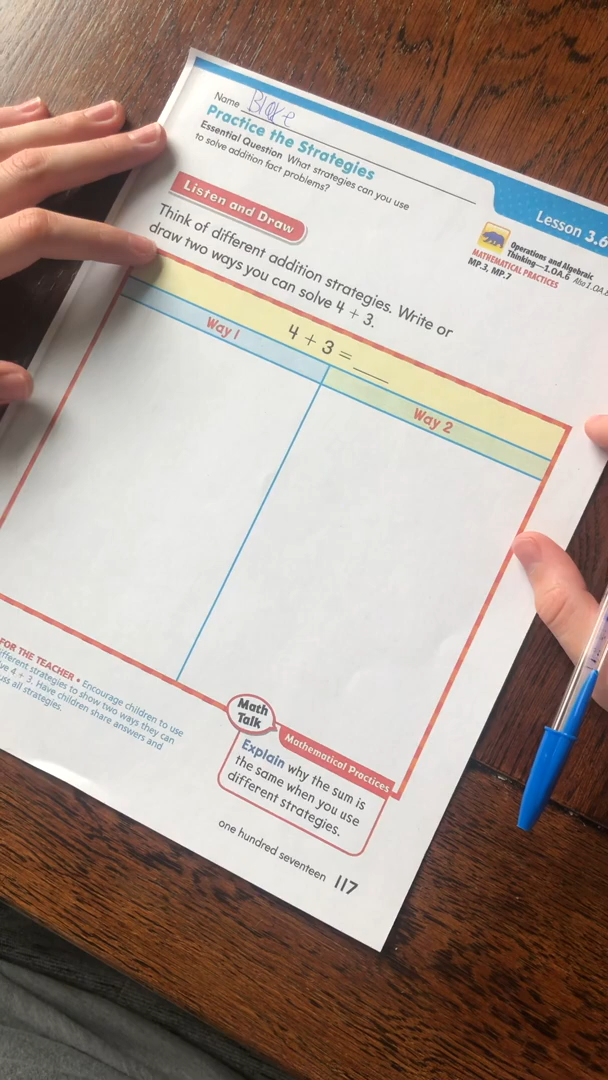 Name Blake
Practice the Strategies
Essential Question What strategies can you use
to solve addition fact problems?
Lesson 3.6
Operations and Algebraic
Thinking—1.OA.6 Also 1.OA.
MATHEMATICAL PRACTICES
MP.3, MP.7
Listen and Draw
Think of different addition strategies. Write or
draw two ways you can solve 4 + 3.
4 + 3 = ___
Way 1
Way 2
FOR THE TEACHER • Encourage children to use
different strategies to show two ways they can
4 + 3. Have children share answers and
all strategies.
Math
Talk
Mathematical Practices
Explain why the sum is
the same when you use
different strategies.
one hundred seventeen 117